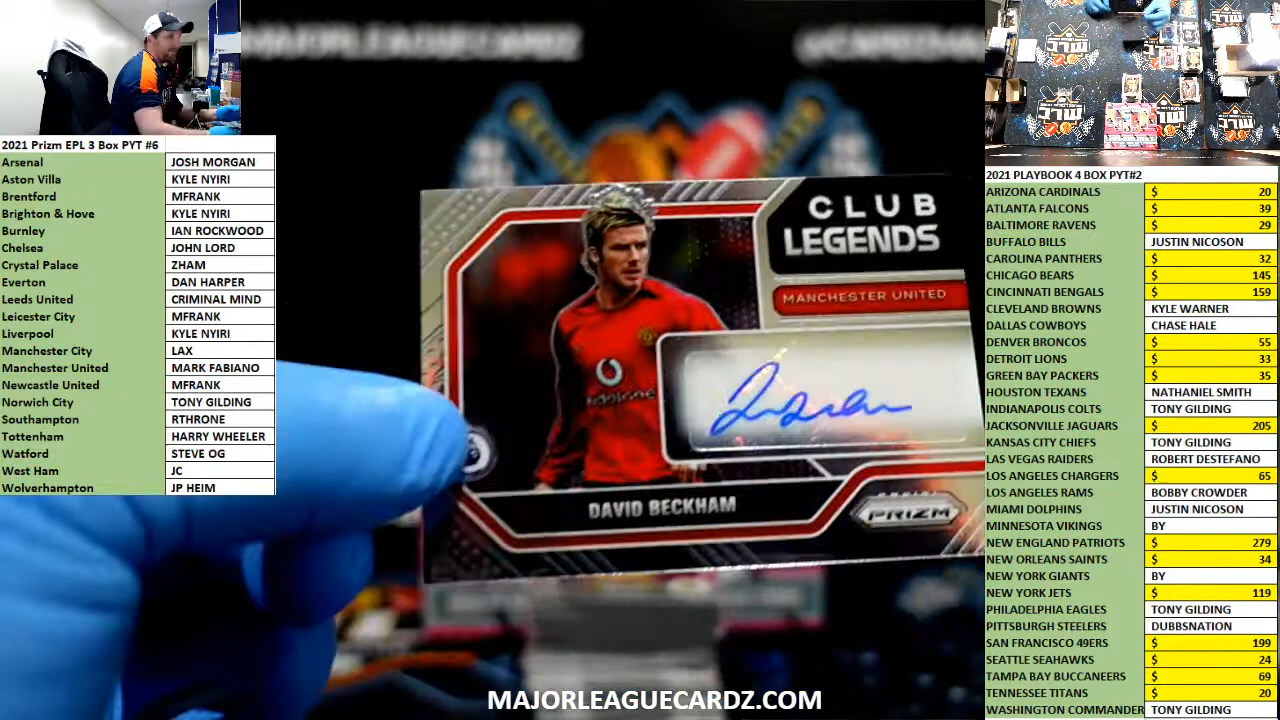 2021 Prizm EPL 3 Box PYT #6
Arsenal JOSH MORGAN
Aston Villa KYLE NYIRI
Brentford MFRANK
Brighton & Hove KYLE NYIRI
Burnley IAN ROCKWOOD
Chelsea JOHN LORD
Crystal Palace ZHAM
Everton DAN HARPER
Leeds United CRIMINAL MIND
Leicester City MFRANK
Liverpool KYLE NYIRI
Manchester City LAX
Manchester United MARK FABIANO
Newcastle United MFRANK
Norwich City TONY GILDING
Southampton RTHRONE
Tottenham HARRY WHEELER
Watford STEVE OG
West Ham JC
Wolverhampton JP HEIM
CLUB
LEGENDS
MANCHESTER UNITED
vodafone
DAVID BECKHAM
PRIZM
MAJORLEAGUECARDZ.COM
2021 PLAYBOOK 4 BOX PYT#2
ARIZONA CARDINALS $ 20
ATLANTA FALCONS $ 39
BALTIMORE RAVENS $ 29
BUFFALO BILLS JUSTIN NICOSON
CAROLINA PANTHERS $ 32
CHICAGO BEARS $ 145
CINCINNATI BENGALS $ 159
CLEVELAND BROWNS KYLE WARNER
DALLAS COWBOYS CHASE HALE
DENVER BRONCOS $ 55
DETROIT LIONS $ 33
GREEN BAY PACKERS $ 35
HOUSTON TEXANS NATHANIEL SMITH
INDIANAPOLIS COLTS TONY GILDING
JACKSONVILLE JAGUARS $ 205
KANSAS CITY CHIEFS TONY GILDING
LAS VEGAS RAIDERS ROBERT DESTEFANO
LOS ANGELES CHARGERS $ 65
LOS ANGELES RAMS BOBBY CROWDER
MIAMI DOLPHINS JUSTIN NICOSON
MINNESOTA VIKINGS BY
NEW ENGLAND PATRIOTS $ 279
NEW ORLEANS SAINTS $ 34
NEW YORK GIANTS BY
NEW YORK JETS $ 119
PHILADELPHIA EAGLES TONY GILDING
PITTSBURGH STEELERS DUBBSNATION
SAN FRANCISCO 49ERS $ 199
SEATTLE SEAHAWKS $ 24
TAMPA BAY BUCCANEERS $ 69
TENNESSEE TITANS $ 20
WASHINGTON COMMANDER TONY GILDING